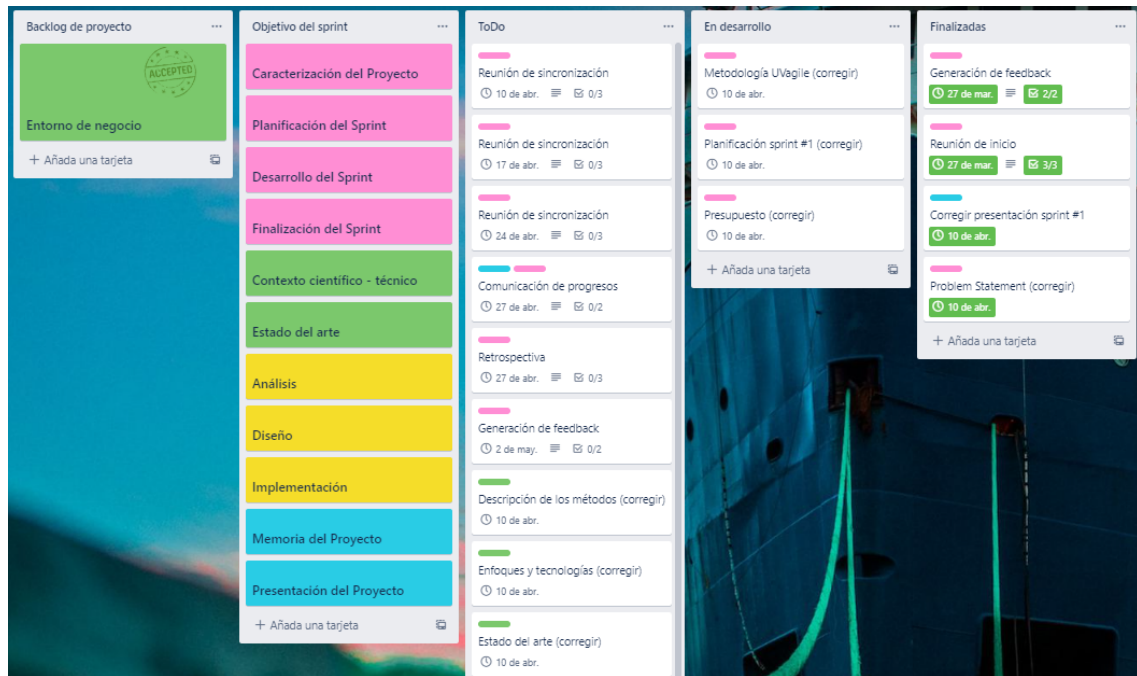 Backlog de proyecto
ACCEPTED
Entorno de negocio
+ Añada una tarjeta
Objetivo del sprint
Caracterización del Proyecto
Planificación del Sprint
Desarrollo del Sprint
Finalización del Sprint
Contexto científico - técnico
Estado del arte
Análisis
Diseño
Implementación
Memoria del Proyecto
Presentación del Proyecto
+ Añada una tarjeta
ToDo
Reunión de sincronización
10 de abr. 0/3
Reunión de sincronización
17 de abr. 0/3
Reunión de sincronización
24 de abr. 0/3
Comunicación de progresos
27 de abr. 0/2
Retrospectiva
27 de abr. 0/3
Generación de feedback
2 de may. 0/2
Descripción de los métodos (corregir)
10 de abr.
Enfoques y tecnologías (corregir)
10 de abr.
Estado del arte (corregir)
10 de abr.
En desarrollo
Metodología UVagile (corregir)
10 de abr.
Planificación sprint #1 (corregir)
10 de abr.
Presupuesto (corregir)
10 de abr.
+ Añada una tarjeta
Finalizadas
Generación de feedback
27 de mar. 2/2
Reunión de inicio
27 de mar. 3/3
Corregir presentación sprint #1
10 de abr.
Problem Statement (corregir)
10 de abr.
+ Añada una tarjeta